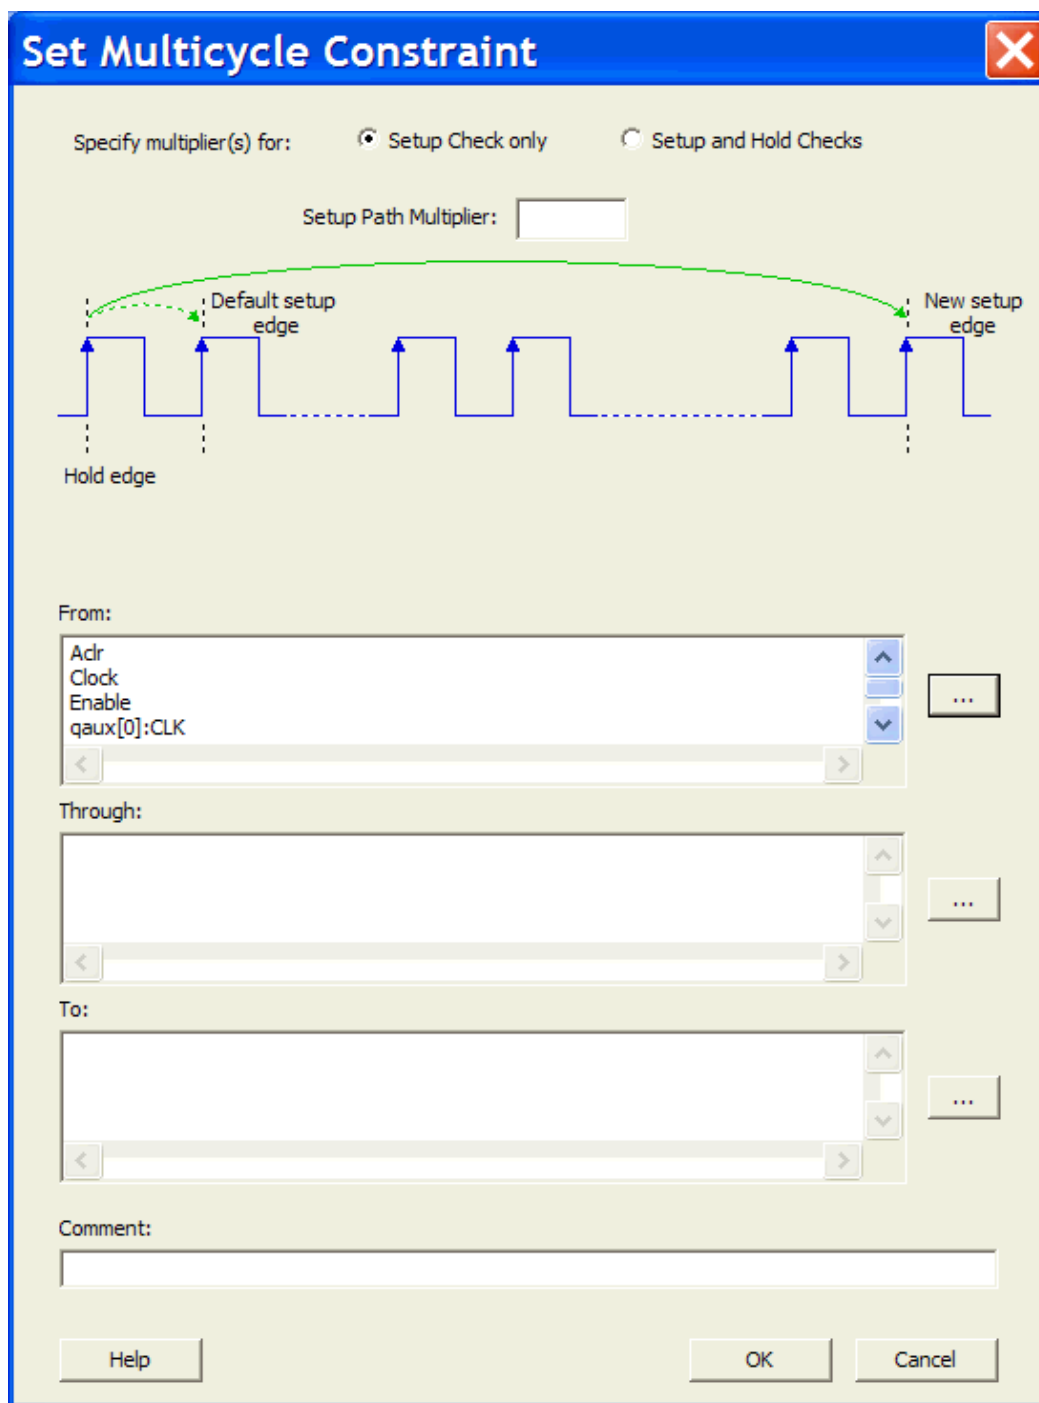 Set Multicycle Constraint
Specify multiplier(s) for: Setup Check only Setup and Hold Checks
Setup Path Multiplier:
Default setup
edge
New setup
edge
Hold edge
From:
Aclr
Clock
Enable
qaux[0]:CLK
...
Through:
...
To:
...
Comment:
Help OK Cancel